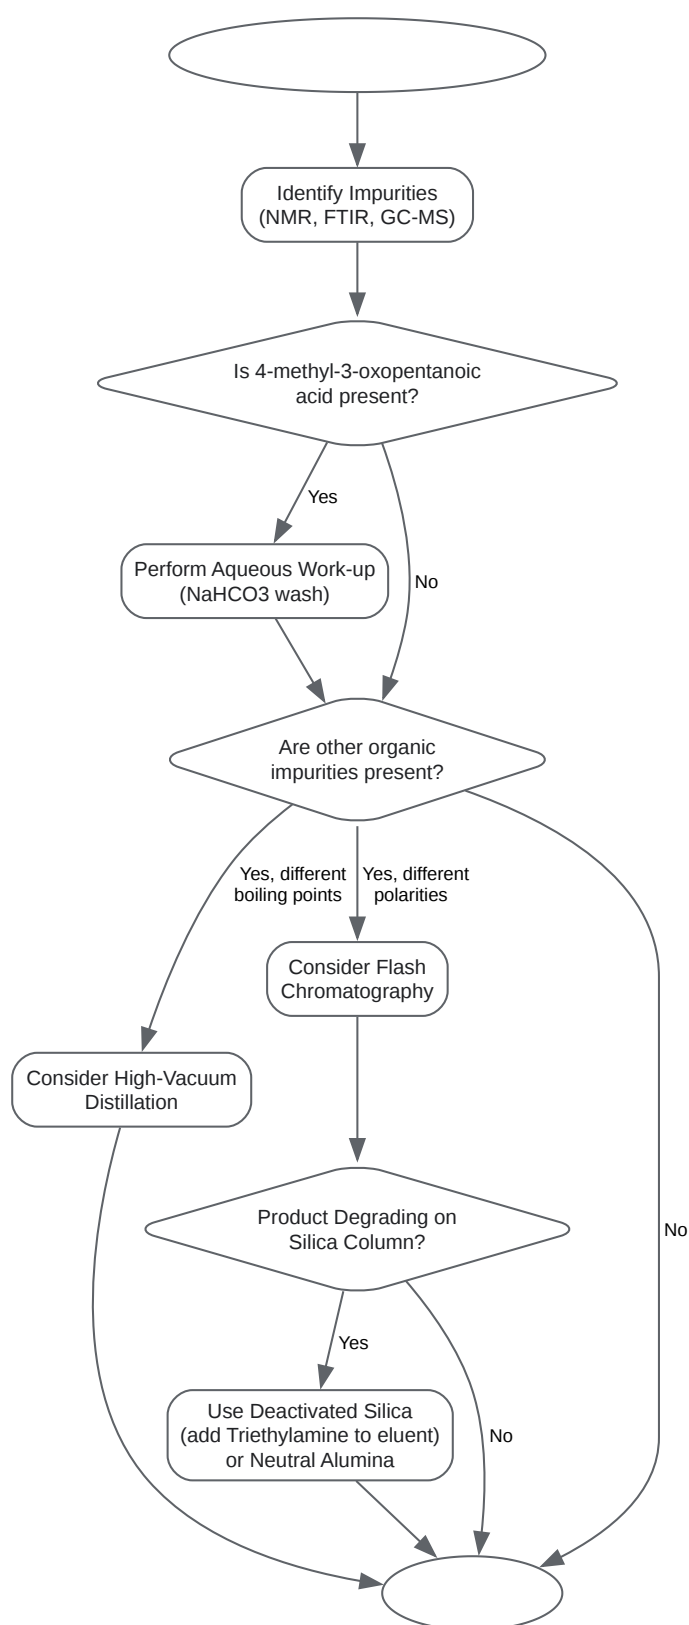 Identify Impurities
(NMR, FTIR, GC-MS)
Is 4-methyl-3-oxopentanoic
acid present?
Yes
Perform Aqueous Work-up
(NaHCO3 wash)
No
Are other organic
impurities present?
Yes, different
boiling points
Yes, different
polarities
Consider Flash
Chromatography
Consider High-Vacuum
Distillation
Product Degrading on
Silica Column?
No
Yes
Use Deactivated Silica
(add Triethylamine to eluent)
or Neutral Alumina
No